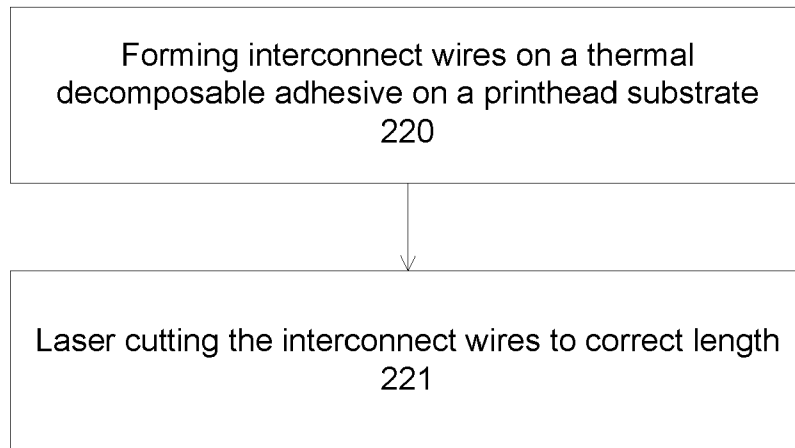 Forming interconnect wires on a thermal
decomposable adhesive on a printhead substrate
220
Laser cutting the interconnect wires to correct length
221